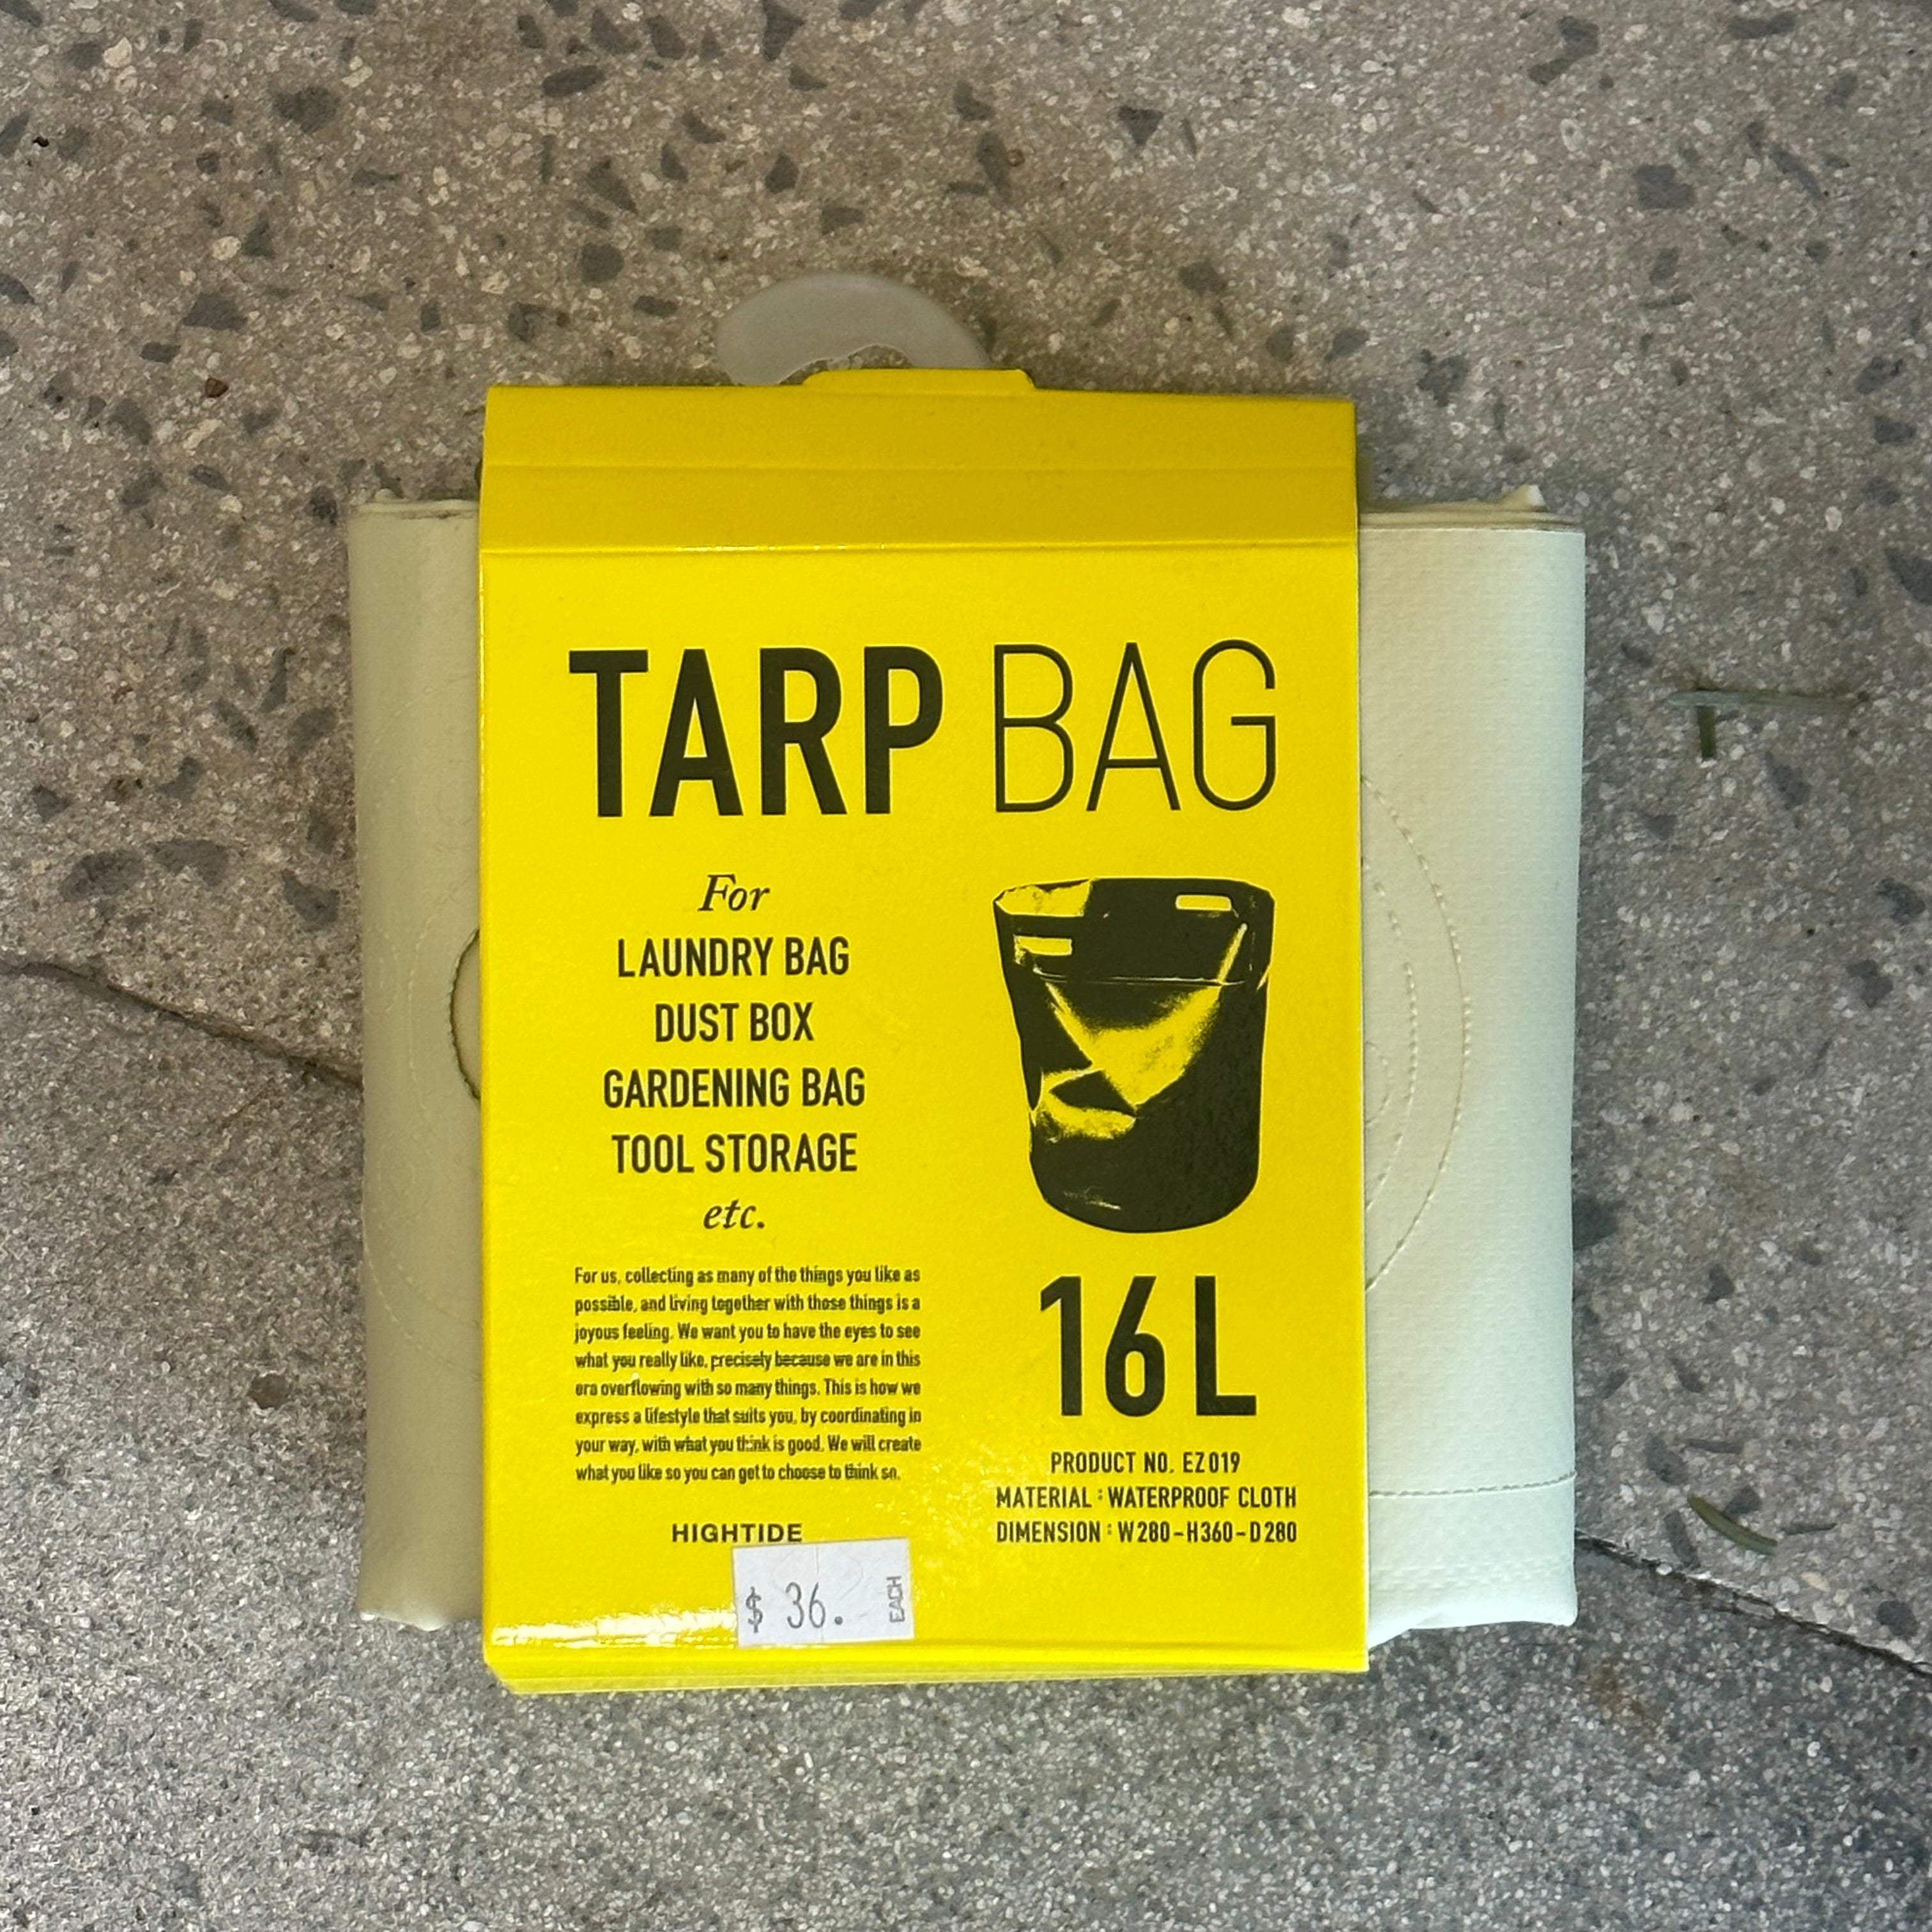 TARP BAG
For
LAUNDRY BAG
DUST BOX
GARDENING BAG
TOOL STORAGE
etc.
For us, collecting as many of the things you like as
possible, and living together with those things is a
joyous feeling. We want you to have the eyes to see
what you really like, precisely because we are in this
era overflowing with so many things. This is how we
express a lifestyle that suits you, by coordinating in
your way, with what you think is good. We will create
what you like so you can get to choose to think so.
HIGHTIDE
16L
PRODUCT NO. EZ019
MATERIAL : WATERPROOF CLOTH
DIMENSION : W280-H360-D280
$ 36. EACH